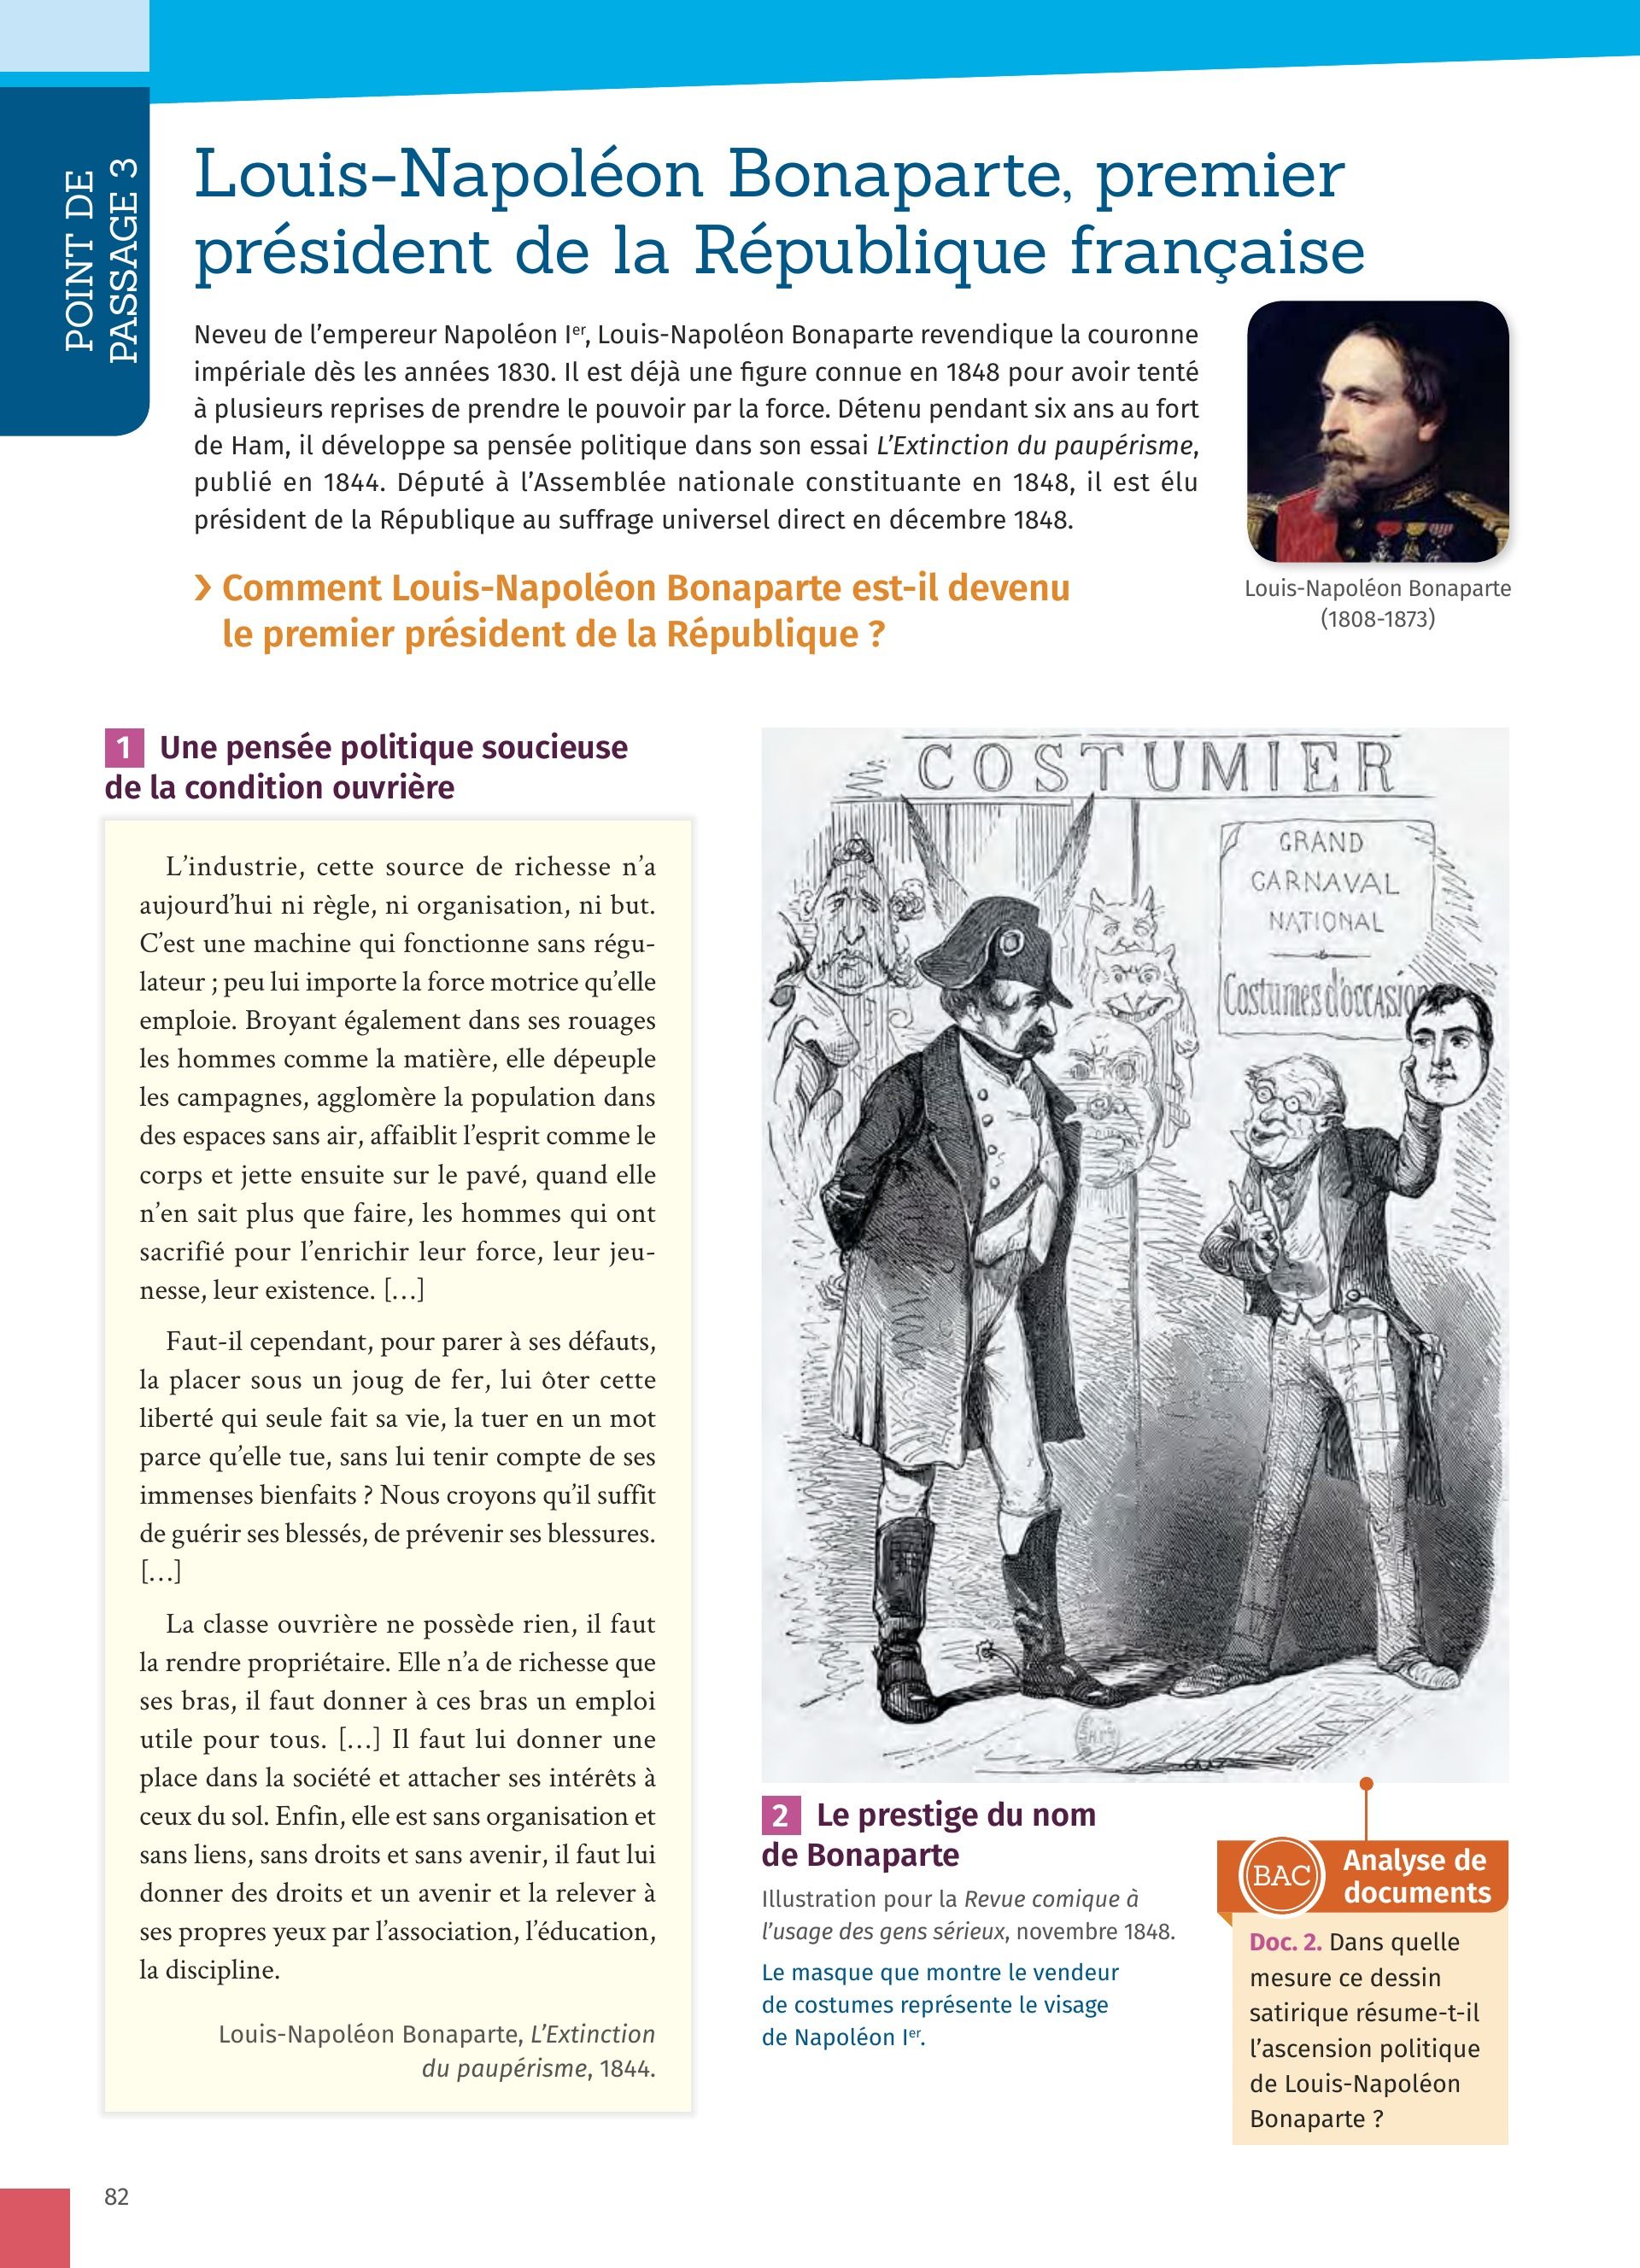 POINT DE
PASSAGE 3
Louis-Napoléon Bonaparte, premier
président de la République française
Neveu de l’empereur Napoléon Ier, Louis-Napoléon Bonaparte revendique la couronne
impériale dès les années 1830. Il est déjà une figure connue en 1848 pour avoir tenté
à plusieurs reprises de prendre le pouvoir par la force. Détenu pendant six ans au fort
de Ham, il développe sa pensée politique dans son essai L’Extinction du paupérisme,
publié en 1844. Député à l’Assemblée nationale constituante en 1848, il est élu
président de la République au suffrage universel direct en décembre 1848.
Louis-Napoléon Bonaparte
(1808-1873)
› Comment Louis-Napoléon Bonaparte est-il devenu
le premier président de la République ?
1 Une pensée politique soucieuse
de la condition ouvrière
L’industrie, cette source de richesse n’a
aujourd’hui ni règle, ni organisation, ni but.
C’est une machine qui fonctionne sans régu-
lateur ; peu lui importe la force motrice qu’elle
emploie. Broyant également dans ses rouages
les hommes comme la matière, elle dépeuple
les campagnes, agglomère la population dans
des espaces sans air, affaiblit l’esprit comme le
corps et jette ensuite sur le pavé, quand elle
n’en sait plus que faire, les hommes qui ont
sacrifié pour l’enrichir leur force, leur jeu-
nesse, leur existence. […]
Faut-il cependant, pour parer à ses défauts,
la placer sous un joug de fer, lui ôter cette
liberté qui seule fait sa vie, la tuer en un mot
parce qu’elle tue, sans lui tenir compte de ses
immenses bienfaits ? Nous croyons qu’il suffit
de guérir ses blessés, de prévenir ses blessures.
[…]
La classe ouvrière ne possède rien, il faut
la rendre propriétaire. Elle n’a de richesse que
ses bras, il faut donner à ces bras un emploi
utile pour tous. […] Il faut lui donner une
place dans la société et attacher ses intérêts à
ceux du sol. Enfin, elle est sans organisation et
sans liens, sans droits et sans avenir, il faut lui
donner des droits et un avenir et la relever à
ses propres yeux par l’association, l’éducation,
la discipline.
Louis-Napoléon Bonaparte, L’Extinction
du paupérisme, 1844.
COSTUMIER
GRAND
CARNAVAL
NATIONAL
Costumes d'occasion
2 Le prestige du nom
de Bonaparte
Illustration pour la Revue comique à
l’usage des gens sérieux, novembre 1848.
Le masque que montre le vendeur
de costumes représente le visage
de Napoléon Ier.
BAC
Analyse de
documents
Doc. 2. Dans quelle
mesure ce dessin
satirique résume-t-il
l’ascension politique
de Louis-Napoléon
Bonaparte ?
82